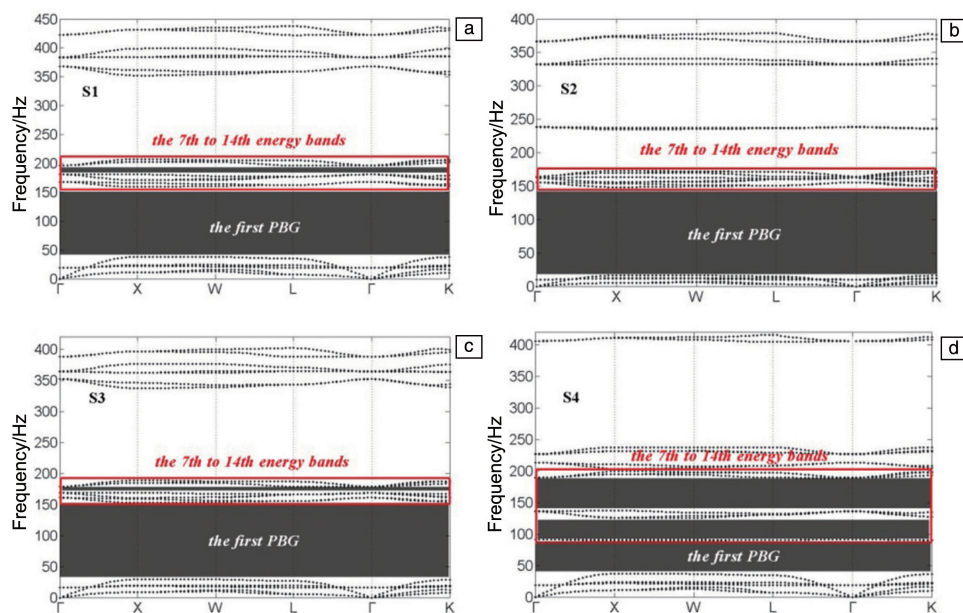 450
400
350
300
250
200
150
100
50
0
Frequency/Hz
a
S1
the 7th to 14th energy bands
the first PBG
Γ X W L Γ K
400
350
300
250
200
150
100
50
0
Frequency/Hz
b
S2
the 7th to 14th energy bands
the first PBG
Γ X W L Γ K
400
350
300
250
200
150
100
50
0
Frequency/Hz
c
S3
the 7th to 14th energy bands
the first PBG
Γ X W L Γ K
400
350
300
250
200
150
100
50
0
Frequency/Hz
d
S4
the 7th to 14th energy bands
the first PBG
Γ X W L Γ K